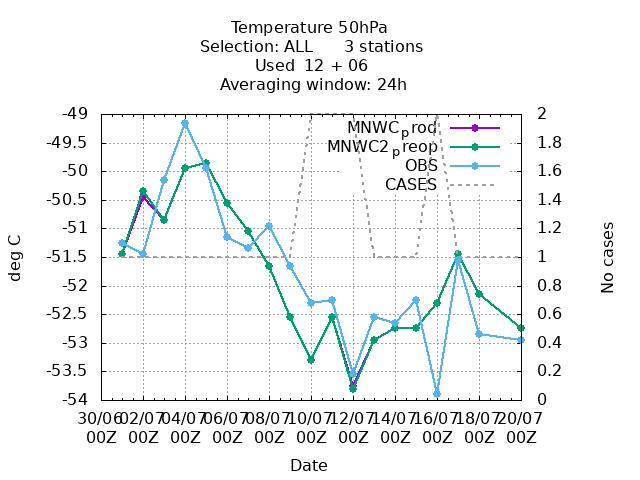 Temperature 50hPa
Selection: ALL 3 stations
Used 12 + 06
Averaging window: 24h
MNWC_prod
MNWC2_preop
OBS
CASES
-49
-49.5
-50
-50.5
-51
-51.5
-52
-52.5
-53
-53.5
-54
deg C
2
1.8
1.6
1.4
1.2
1
0.8
0.6
0.4
0.2
0
No cases
30/06 02/07 04/07 06/07 08/07 10/07 12/07 14/07 16/07 18/07 20/07
00Z 00Z 00Z 00Z 00Z 00Z 00Z 00Z 00Z 00Z 00Z
Date